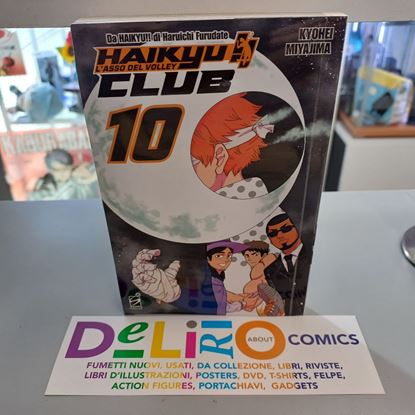 Da HAIKYU!! di Haruichi Furudate
HAIKYU!!
L'ASSO DEL VOLLEY
CLUB
10
KYOHEI
MIYAJIMA
DeLiRIO
ABOUT
COMICS
FUMETTI NUOVI, USATI, DA COLLEZIONE, LIBRI, RIVISTE,
LIBRI D'ILLUSTRAZIONI, POSTERS, DVD, T-SHIRTS, FELPE,
ACTION FIGURES, PORTACHIAVI, GADGETS